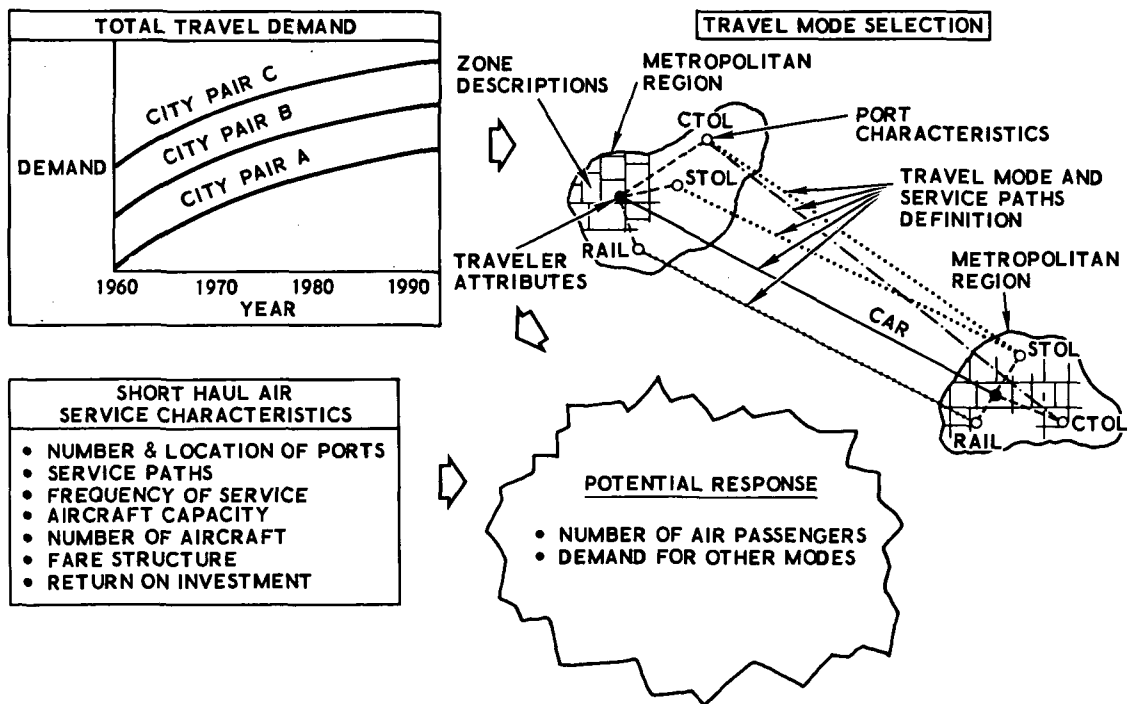 TOTAL TRAVEL DEMAND
CITY PAIR C
CITY PAIR B
CITY PAIR A
DEMAND
1960 1970 1980 1990
YEAR
TRAVEL MODE SELECTION
ZONE
DESCRIPTIONS
METROPOLITAN
REGION
CTOL
PORT
CHARACTERISTICS
STOL
TRAVEL MODE AND
SERVICE PATHS
DEFINITION
RAIL
TRAVELER
ATTRIBUTES
METROPOLITAN
REGION
CAR
STOL
RAIL
CTOL
SHORT HAUL AIR
SERVICE CHARACTERISTICS
• NUMBER & LOCATION OF PORTS
• SERVICE PATHS
• FREQUENCY OF SERVICE
• AIRCRAFT CAPACITY
• NUMBER OF AIRCRAFT
• FARE STRUCTURE
• RETURN ON INVESTMENT
POTENTIAL RESPONSE
• NUMBER OF AIR PASSENGERS
• DEMAND FOR OTHER MODES